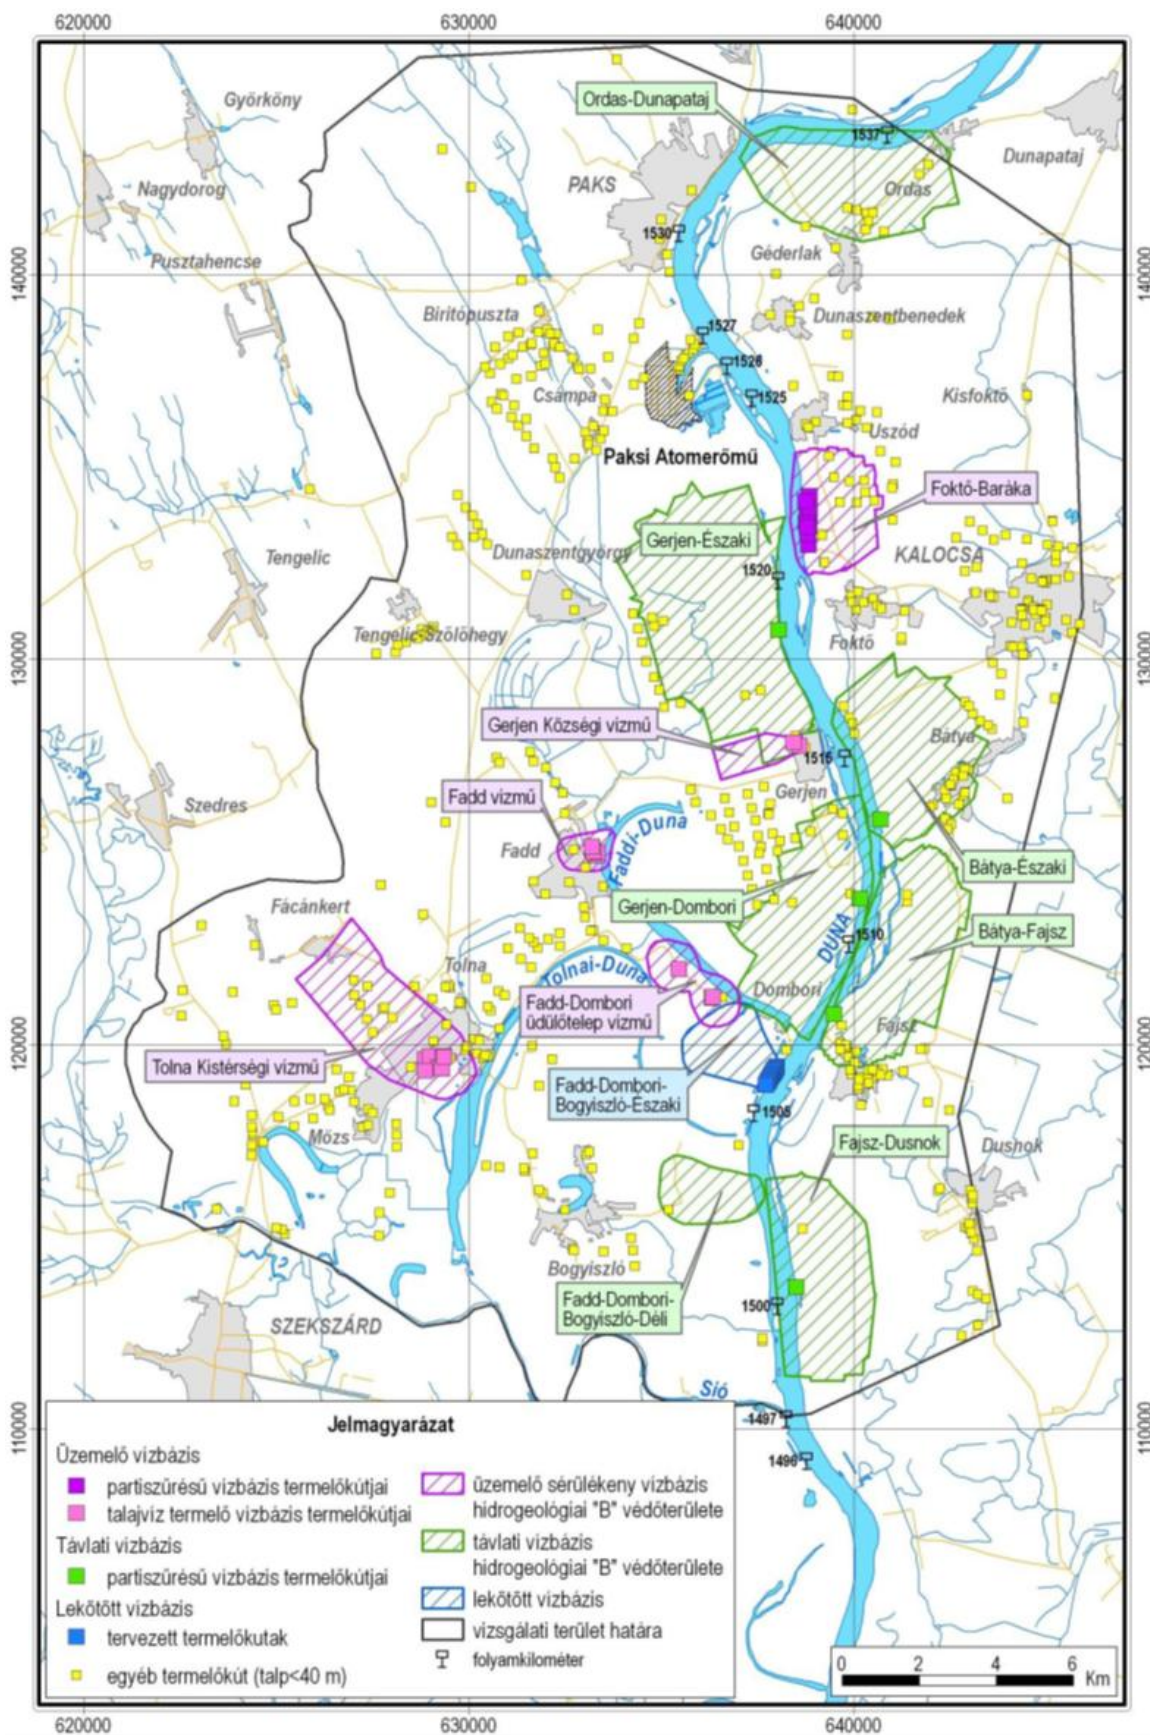 620000
630000
640000
Györköny
Ordas-Dunapataj
1537
Dunapataj
Nagydorog
PAKS
Ordas
1530
Géderlak
Pusztahencse
140000
140000
Biritópuszta
1527
Dunaszentbenedek
1526
Csámpa
1525
Kisfoktő
Uszód
Paksi Atomerőmű
Foktő-Baráka
Gerjen-Északi
Tengelic
Dunaszentgyörgy
KALOCSA
1520
Tengelic-Szőlőhegy
Foktő
130000
130000
Gerjen Községi vízmű
1515
Bátya
Fadd vízmű
Gerjen
Szedres
Faddi-Duna
Fadd
Bátya-Északi
Gerjen-Dombori
Fácánkert
DUNA
Bátya-Fajsz
1510
Tolna
Tolnai-Duna
Dombori
Fadd-Dombori
üdülőtelep vízmű
Fajsz
120000
120000
Tolna Kistérségi vízmű
Fadd-Dombori-
Bogyiszló-Északi
1505
Mözs
Fajsz-Dusnok
Dusnok
Bogyiszló
Fadd-Dombori-
Bogyiszló-Déli
1500
SZEKSZÁRD
Sió
1497
110000
110000
1496
Jelmagyarázat
Üzemelő vízbázis
partiszűrésű vízbázis termelőkútjai
talajvíz termelő vízbázis termelőkútjai
Távlati vízbázis
partiszűrésű vízbázis termelőkútjai
Lekötött vízbázis
tervezett termelőkutak
egyéb termelőkút (talp<40 m)
üzemelő sérülékeny vízbázis
hidrogeológiai "B" védőterülete
távlati vízbázis
hidrogeológiai "B" védőterülete
lekötött vízbázis
vizsgálati terület határa
folyamkilométer
0 2 4 6
Km
620000
630000
640000